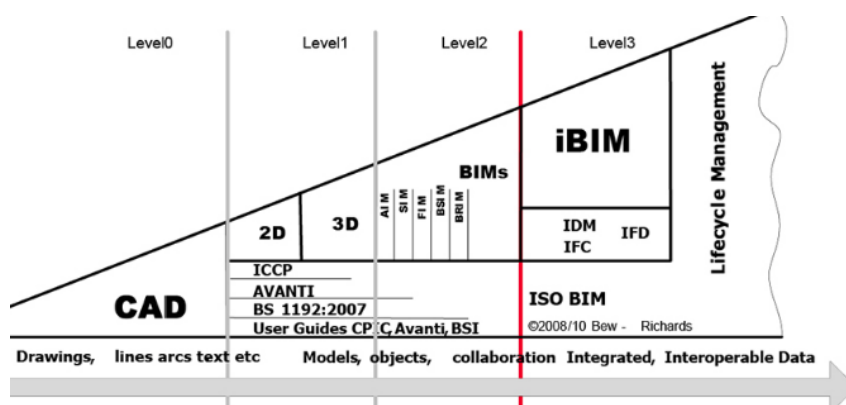 Level0 Level1 Level2 Level3
Lifecycle Management
iBIM
BIMs
AIM
SIM
FIM
BSIM
BRIM
2D 3D
IDM
IFC
IFD
ICCP
AVANTI
BS 1192:2007
User Guides CPIC, Avanti, BSI
CAD
ISO BIM
©2008/10 Bew - Richards
Drawings, lines arcs text etc Models, objects, collaboration Integrated, Interoperable Data